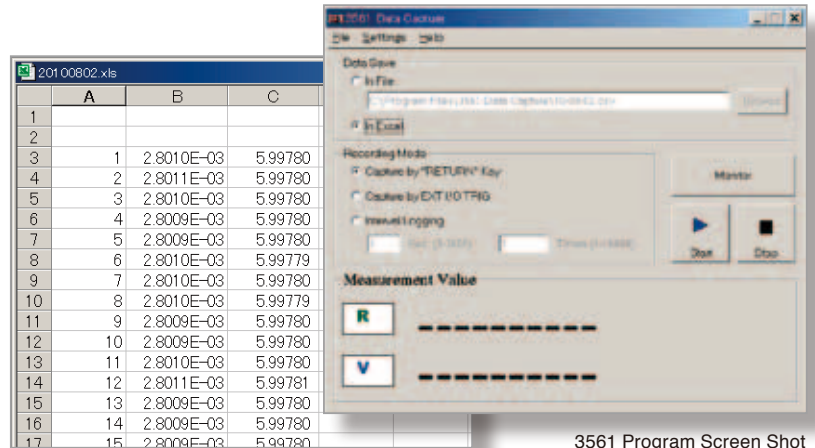 3561 Data Capture
File Settings Help
Data Save
In File
In Excel
Recording Mode
Capture by "RETURN" Key
Capture by EXT I/O TRIG
Interval Logging
Monitor
Start
Stop
Measurement Value
R
V
20100802.xls
A B C
1
2
3 1 2.8010E-03 5.99780
4 2 2.8011E-03 5.99780
5 3 2.8010E-03 5.99780
6 4 2.8009E-03 5.99780
7 5 2.8009E-03 5.99780
8 6 2.8010E-03 5.99779
9 7 2.8010E-03 5.99780
10 8 2.8010E-03 5.99779
11 9 2.8009E-03 5.99780
12 10 2.8009E-03 5.99780
13 11 2.8010E-03 5.99780
14 12 2.8011E-03 5.99781
15 13 2.8009E-03 5.99780
16 14 2.8009E-03 5.99780
17 15 2.8009E-03 5.99780
3561 Program Screen Shot